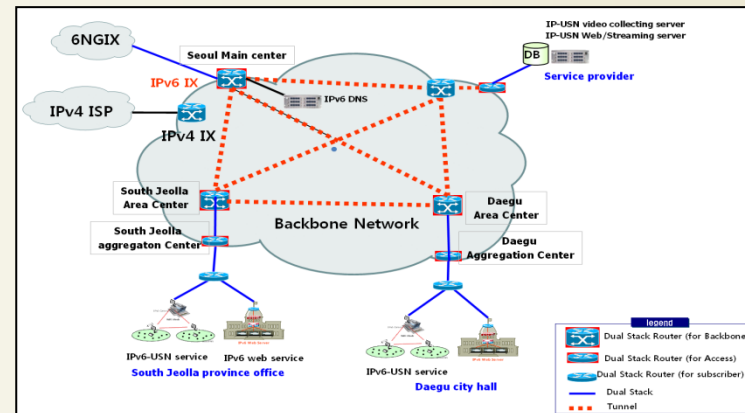 6NGIX
Seoul Main center
IP-USN video collecting server
IP-USN Web/Streaming server
DB
Service provider
IPv6 IX
IPv6 DNS
IPv4 ISP
IPv4 IX
South Jeolla
Area Center
Daegu
Area Center
Backbone Network
South Jeolla
aggregaton Center
Daegu
Aggregation Center
IPv6-USN service
IPv6 web service
South Jeolla province office
IPv6-USN service
Daegu city hall
legend
Dual Stack Router (for Backbone
Dual Stack Router (for Access)
Dual Stack Router (for subscriber)
Dual Stack
Tunnel